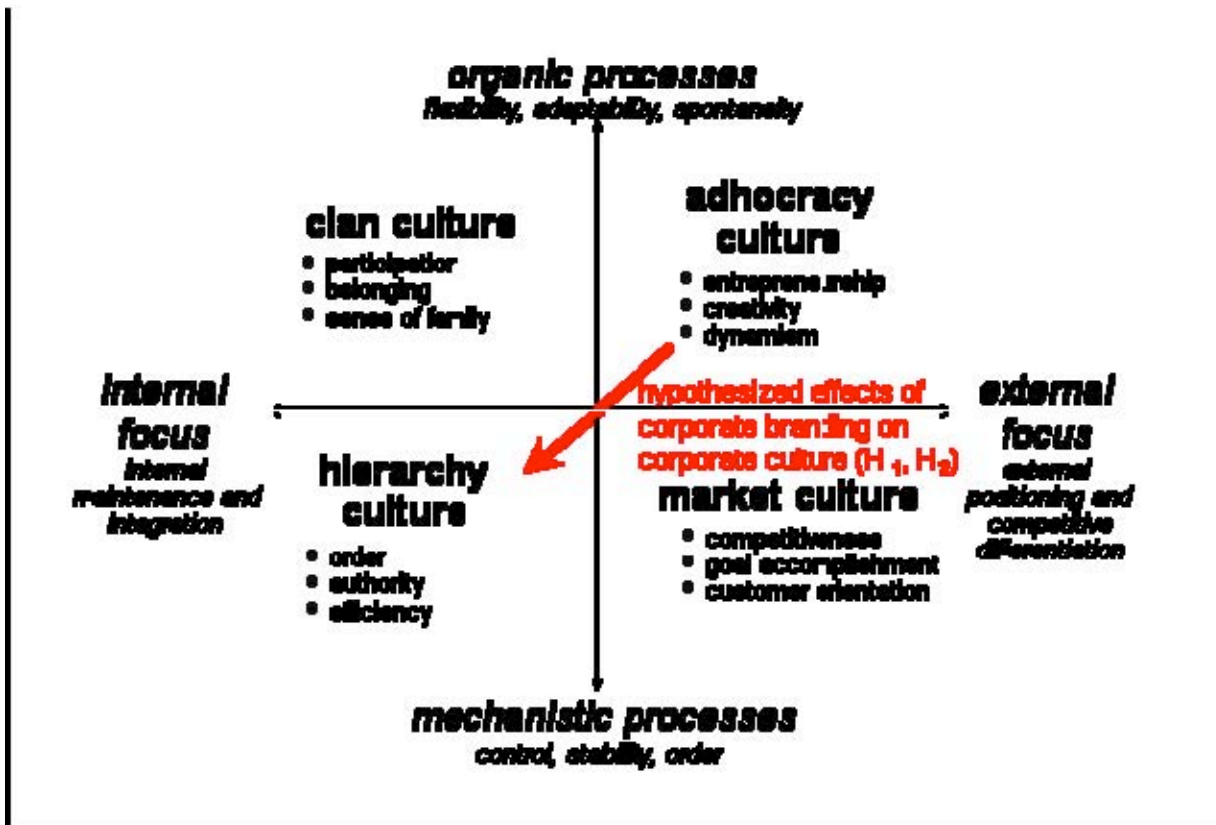 organic processes
flexibility, adaptability, spontaneity
clan culture
• participation
• belonging
• sense of family
adhocracy
culture
• entrepreneurship
• creativity
• dynamism
internal
focus
internal
maintenance and
integration
hypothesized effects of
corporate branding on
corporate culture (H 1, H 2)
external
focus
external
positioning and
competitive
differentiation
hierarchy
culture
• order
• authority
• efficiency
market culture
• competitiveness
• goal accomplishment
• customer orientation
mechanistic processes
control, stability, order